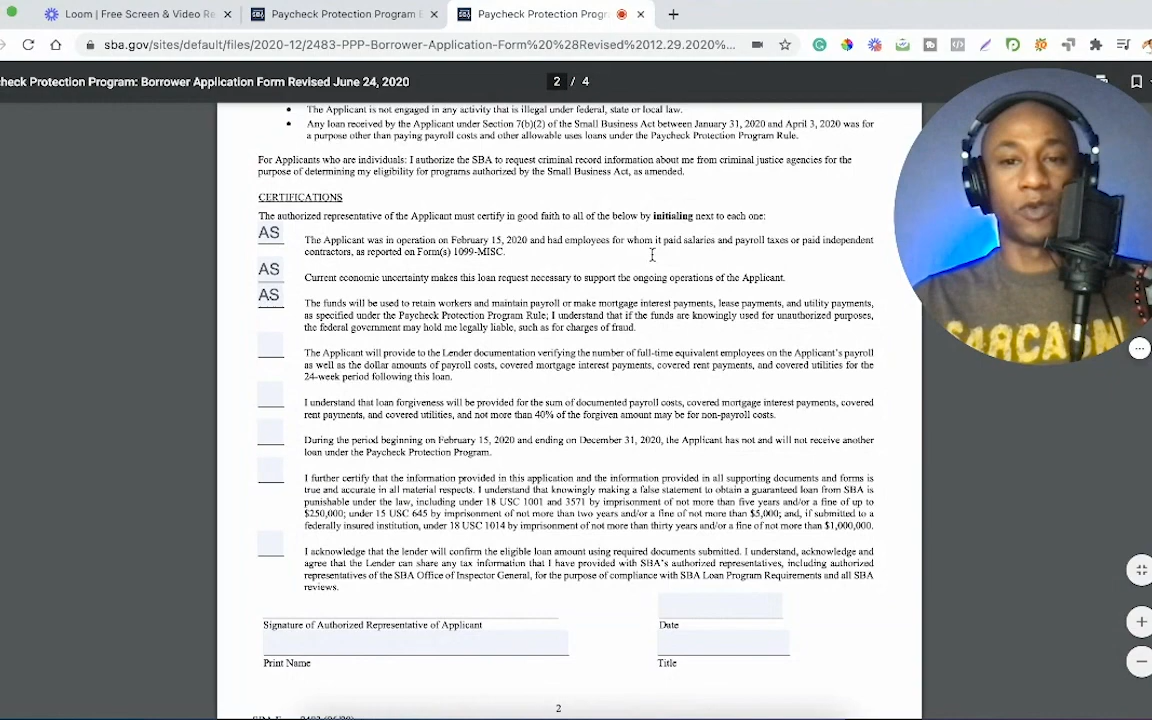 Loom | Free Screen & Video Re
Paycheck Protection Program B
Paycheck Protection Progr
sba.gov/sites/default/files/2020-12/2483-PPP-Borrower-Application-Form%20%28Revised%2012.29.2020%...
check Protection Program: Borrower Application Form Revised June 24, 2020
2 / 4
• The Applicant is not engaged in any activity that is illegal under federal, state or local law.
• Any loan received by the Applicant under Section 7(b)(2) of the Small Business Act between January 31, 2020 and April 3, 2020 was for
a purpose other than paying payroll costs and other allowable uses loans under the Paycheck Protection Program Rule.
For Applicants who are individuals: I authorize the SBA to request criminal record information about me from criminal justice agencies for the
purpose of determining my eligibility for programs authorized by the Small Business Act, as amended.
CERTIFICATIONS
The authorized representative of the Applicant must certify in good faith to all of the below by initialing next to each one:
AS
The Applicant was in operation on February 15, 2020 and had employees for whom it paid salaries and payroll taxes or paid independent
contractors, as reported on Form(s) 1099-MISC.
AS
Current economic uncertainty makes this loan request necessary to support the ongoing operations of the Applicant.
AS
The funds will be used to retain workers and maintain payroll or make mortgage interest payments, lease payments, and utility payments,
as specified under the Paycheck Protection Program Rule; I understand that if the funds are knowingly used for unauthorized purposes,
the federal government may hold me legally liable, such as for charges of fraud.
The Applicant will provide to the Lender documentation verifying the number of full-time equivalent employees on the Applicant's payroll
as well as the dollar amounts of payroll costs, covered mortgage interest payments, covered rent payments, and covered utilities for the
24-week period following this loan.
I understand that loan forgiveness will be provided for the sum of documented payroll costs, covered mortgage interest payments, covered
rent payments, and covered utilities, and not more than 40% of the forgiven amount may be for non-payroll costs.
During the period beginning on February 15, 2020 and ending on December 31, 2020, the Applicant has not and will not receive another
loan under the Paycheck Protection Program.
I further certify that the information provided in this application and the information provided in all supporting documents and forms is
true and accurate in all material respects. I understand that knowingly making a false statement to obtain a guaranteed loan from SBA is
punishable under the law, including under 18 USC 1001 and 3571 by imprisonment of not more than five years and/or a fine of up to
$250,000; under 15 USC 645 by imprisonment of not more than two years and/or a fine of not more than $5,000; and, if submitted to a
federally insured institution, under 18 USC 1014 by imprisonment of not more than thirty years and/or a fine of not more than $1,000,000.
I acknowledge that the lender will confirm the eligible loan amount using required documents submitted. I understand, acknowledge and
agree that the Lender can share any tax information that I have provided with SBA's authorized representatives, including authorized
representatives of the SBA Office of Inspector General, for the purpose of compliance with SBA Loan Program Requirements and all SBA
reviews.
Signature of Authorized Representative of Applicant
Date
Print Name
Title
2
SARCASM